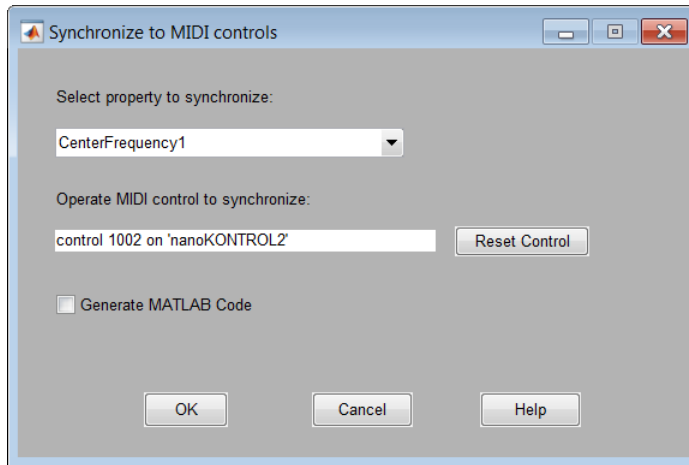 Synchronize to MIDI controls
Select property to synchronize:
CenterFrequency1
Operate MIDI control to synchronize:
control 1002 on 'nanoKONTROL2'
Reset Control
Generate MATLAB Code
OK
Cancel
Help